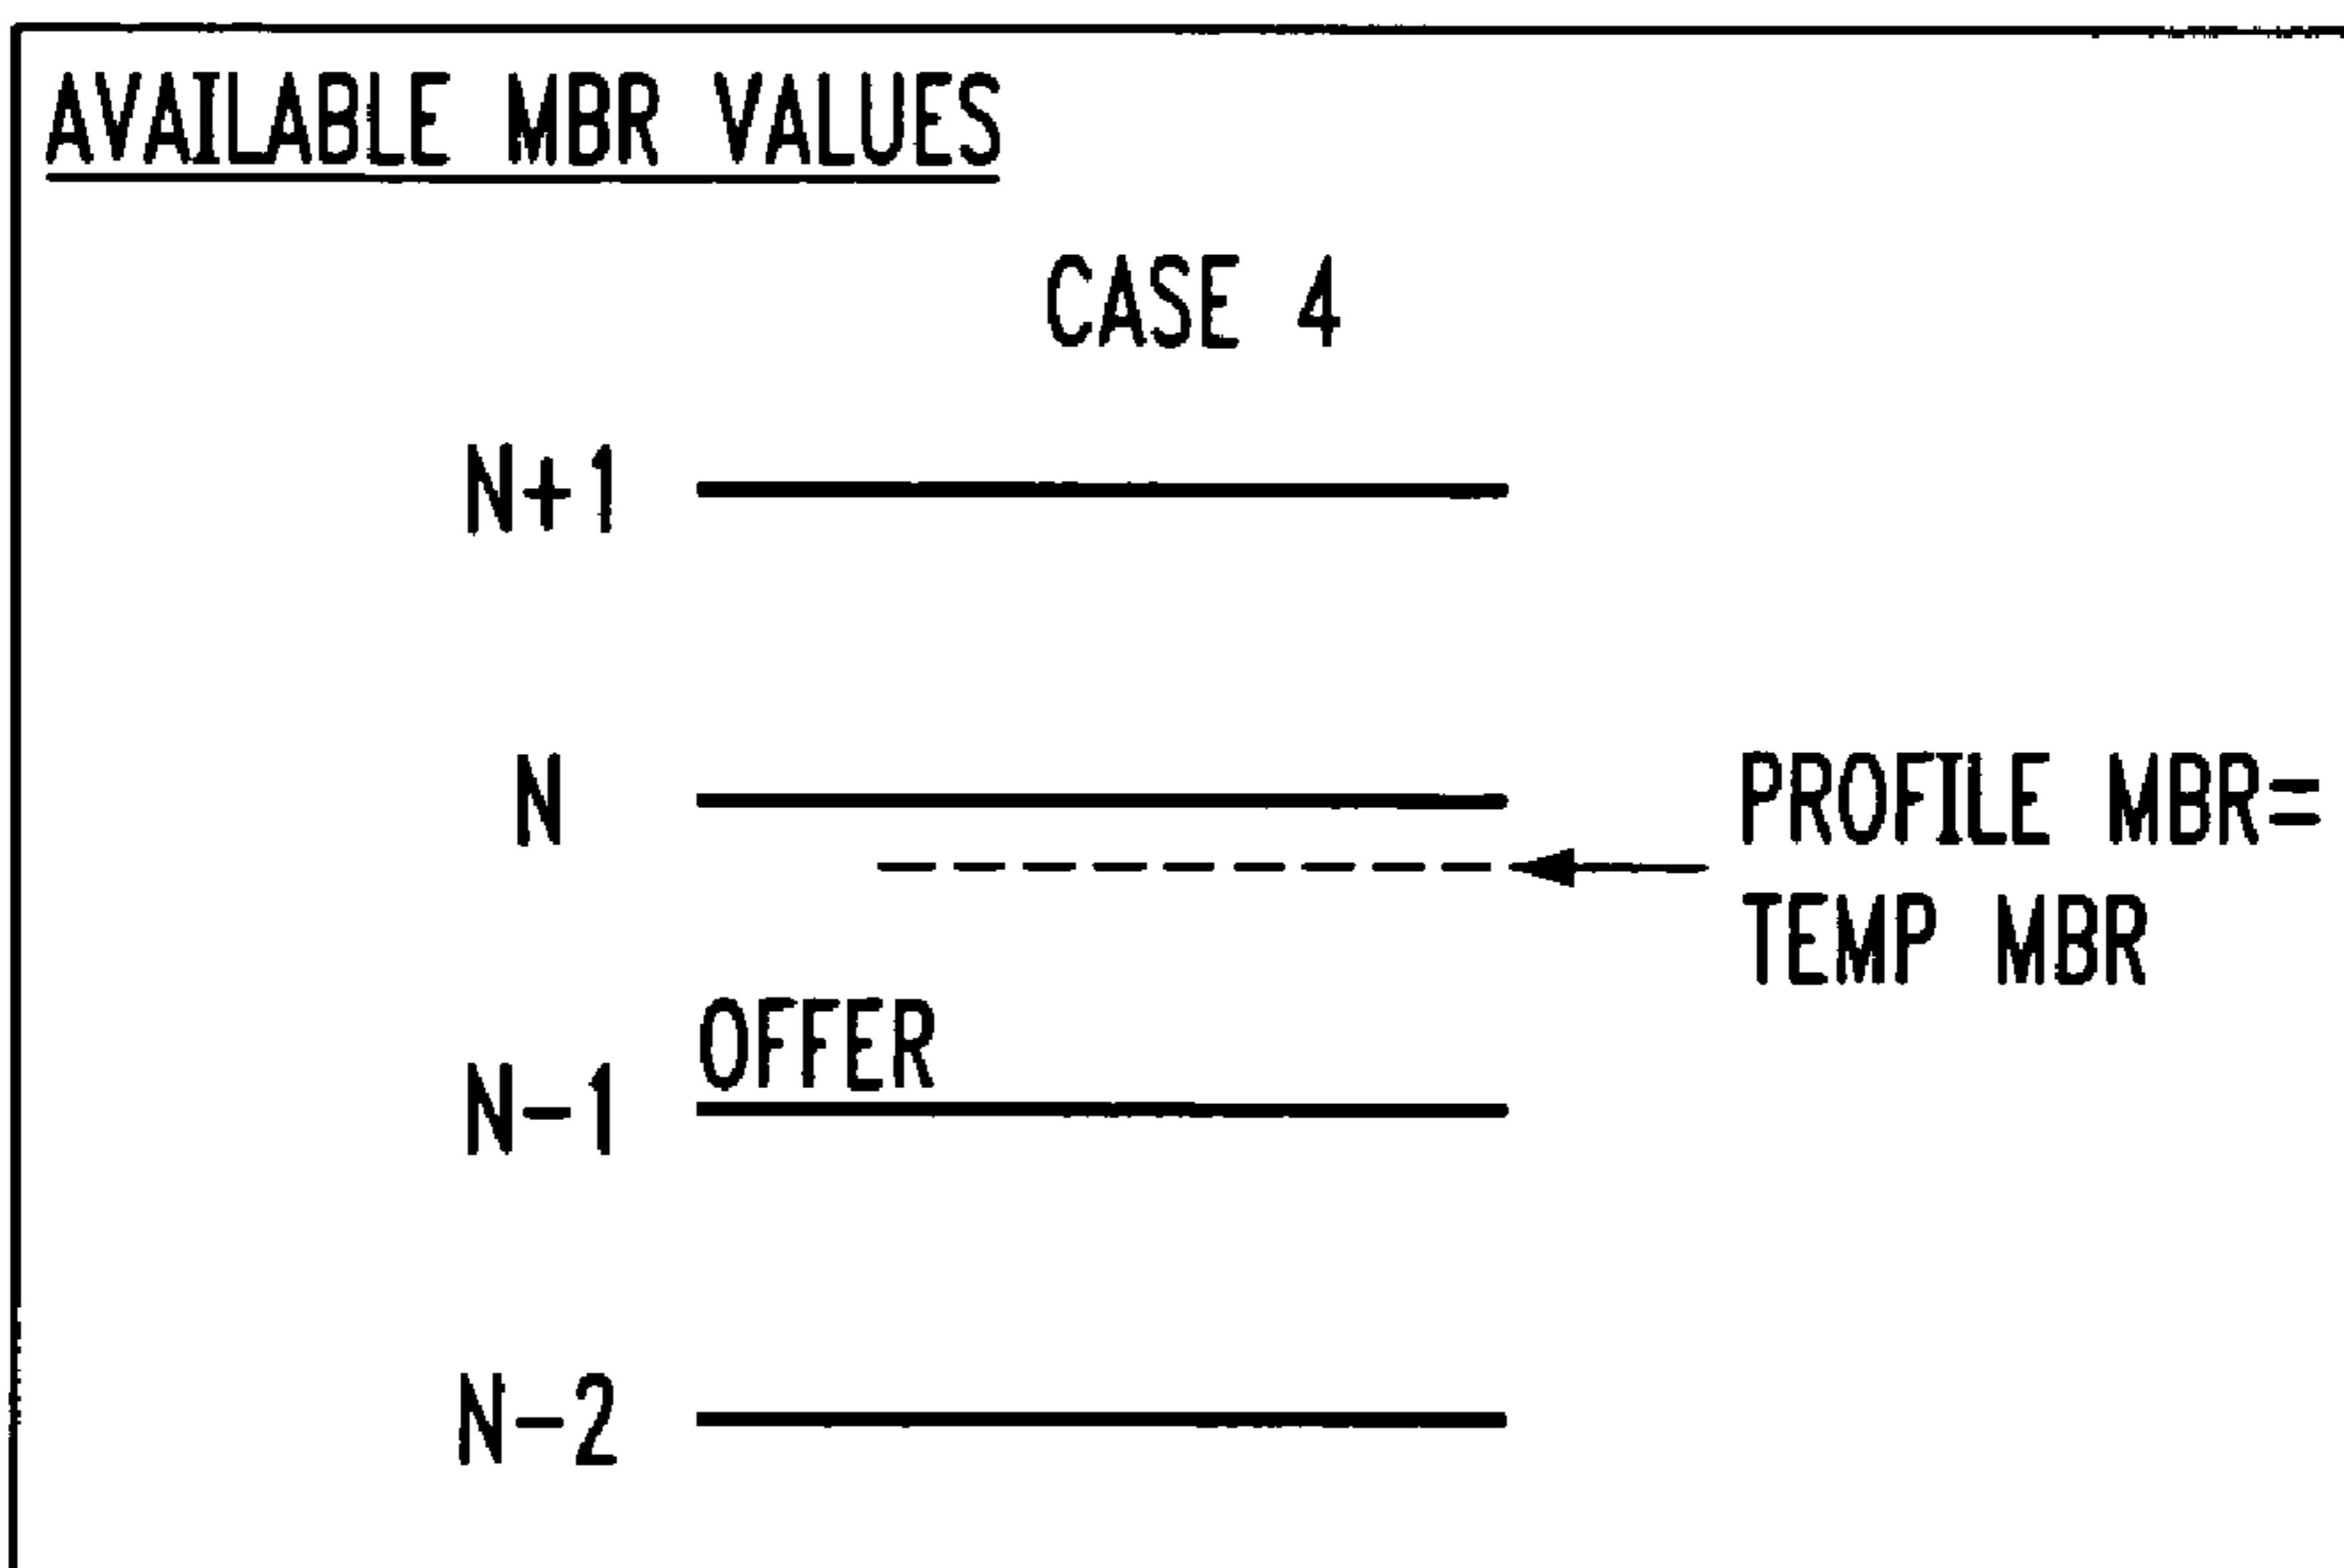 AVAILABLE MBR VALUES
CASE 4
N+1
N
PROFILE MBR=
TEMP MBR
OFFER
N-1
N-2